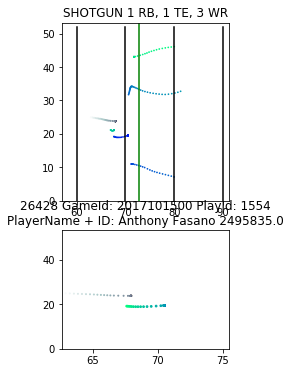 SHOTGUN 1 RB, 1 TE, 3 WR
50
40
30
20
10
0
60 70 80 90
26428 GameId: 2017101500 PlayId: 1554
PlayerName + ID: Anthony Fasano 2495835.0
40
20
0
65 70 75